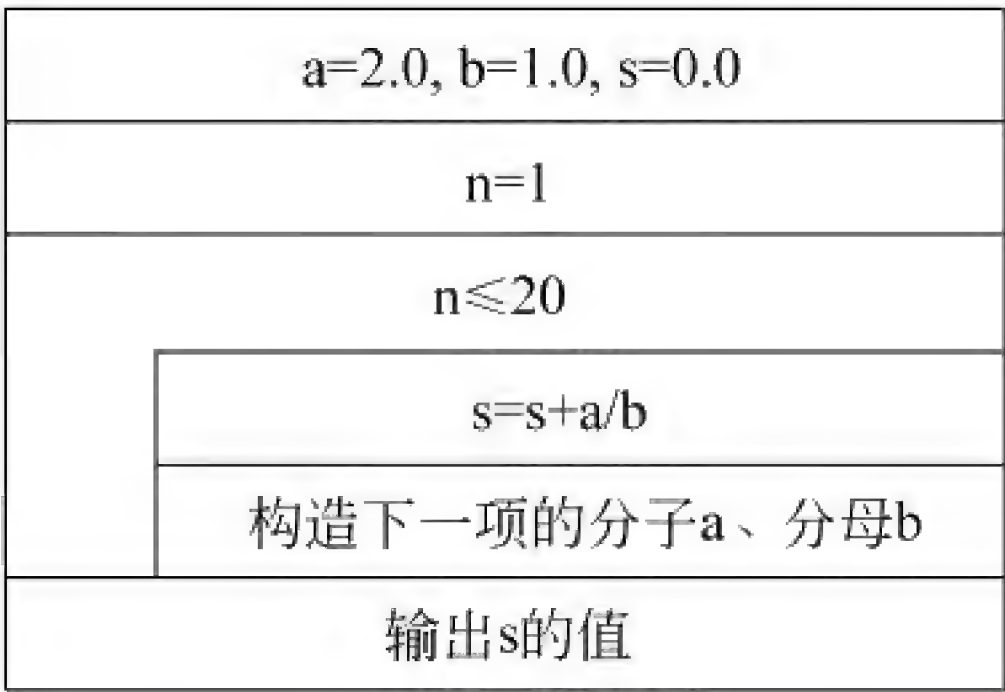 a=2.0, b=1.0, s=0.0
n=1
n≤20
s=s+a/b
构造下一项的分子a、分母b
输出s的值